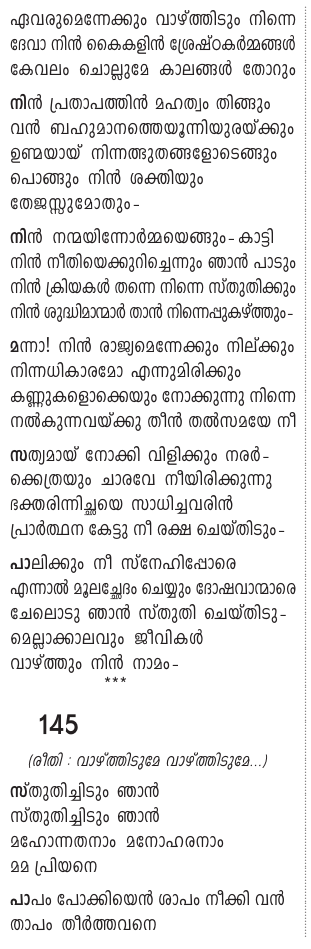 ഏവരുമെന്നേക്കും വാഴ്ത്തിടും നിന്നെ
ദേവാ നിൻ കൈകളിൻ ശ്രേഷ്ഠകർമ്മങ്ങൾ
കേവലം ചൊല്ലുമേ കാലങ്ങൾ തോറും
നിൻ പ്രതാപത്തിൻ മഹത്വം തിങ്ങും
വൻ ബഹുമാനത്തെയൂന്നിയുരയ്ക്കും
ഉണ്മയായ് നിന്നത്ഭുതങ്ങളോടെങ്ങും
പൊങ്ങും നിൻ ശക്തിയും
തേജസ്സുമോതും-
നിൻ നന്മയിന്നോർമ്മയെങ്ങും-കാട്ടി
നിൻ നീതിയെക്കുറിച്ചെന്നും ഞാൻ പാടും
നിൻ ക്രിയകൾ തന്നെ നിന്നെ സ്തുതിക്കും
നിൻ ശുദ്ധിമാന്മാർ താൻ നിന്നെപ്പുകഴ്ത്തും-
മന്നാ! നിൻ രാജ്യമെന്നേക്കും നില്ക്കും
നിന്നധികാരമോ എന്നുമിരിക്കും
കണ്ണുകളൊക്കെയും നോക്കുന്നു നിന്നെ
നൽകുന്നവയ്ക്കു തീൻ തൽസമയേ നീ
സത്യമായ് നോക്കി വിളിക്കും നരർ-
ക്കെത്രയും ചാരവേ നീയിരിക്കുന്നു
ഭക്തരിന്നിച്ഛയെ സാധിച്ചവരിൻ
പ്രാർത്ഥന കേട്ടു നീ രക്ഷ ചെയ്തിടും-
പാലിക്കും നീ സ്നേഹിപ്പോരെ
എന്നാൽ മൂലച്ഛേദം ചെയ്യും ദോഷവാന്മാരെ
ചേലൊടു ഞാൻ സ്തുതി ചെയ്തിടു-
മെല്ലാക്കാലവും ജീവികൾ
വാഴ്ത്തും നിൻ നാമം-
***
145
(രീതി : വാഴ്ത്തിടുമേ വാഴ്ത്തിടുമേ...)
സ്തുതിച്ചിടും ഞാൻ
സ്തുതിച്ചിടും ഞാൻ
മഹോന്നതനാം മനോഹരനാം
മമ പ്രിയനെ
പാപം പോക്കിയെൻ ശാപം നീക്കി വൻ
താപം തീർത്തവനെ